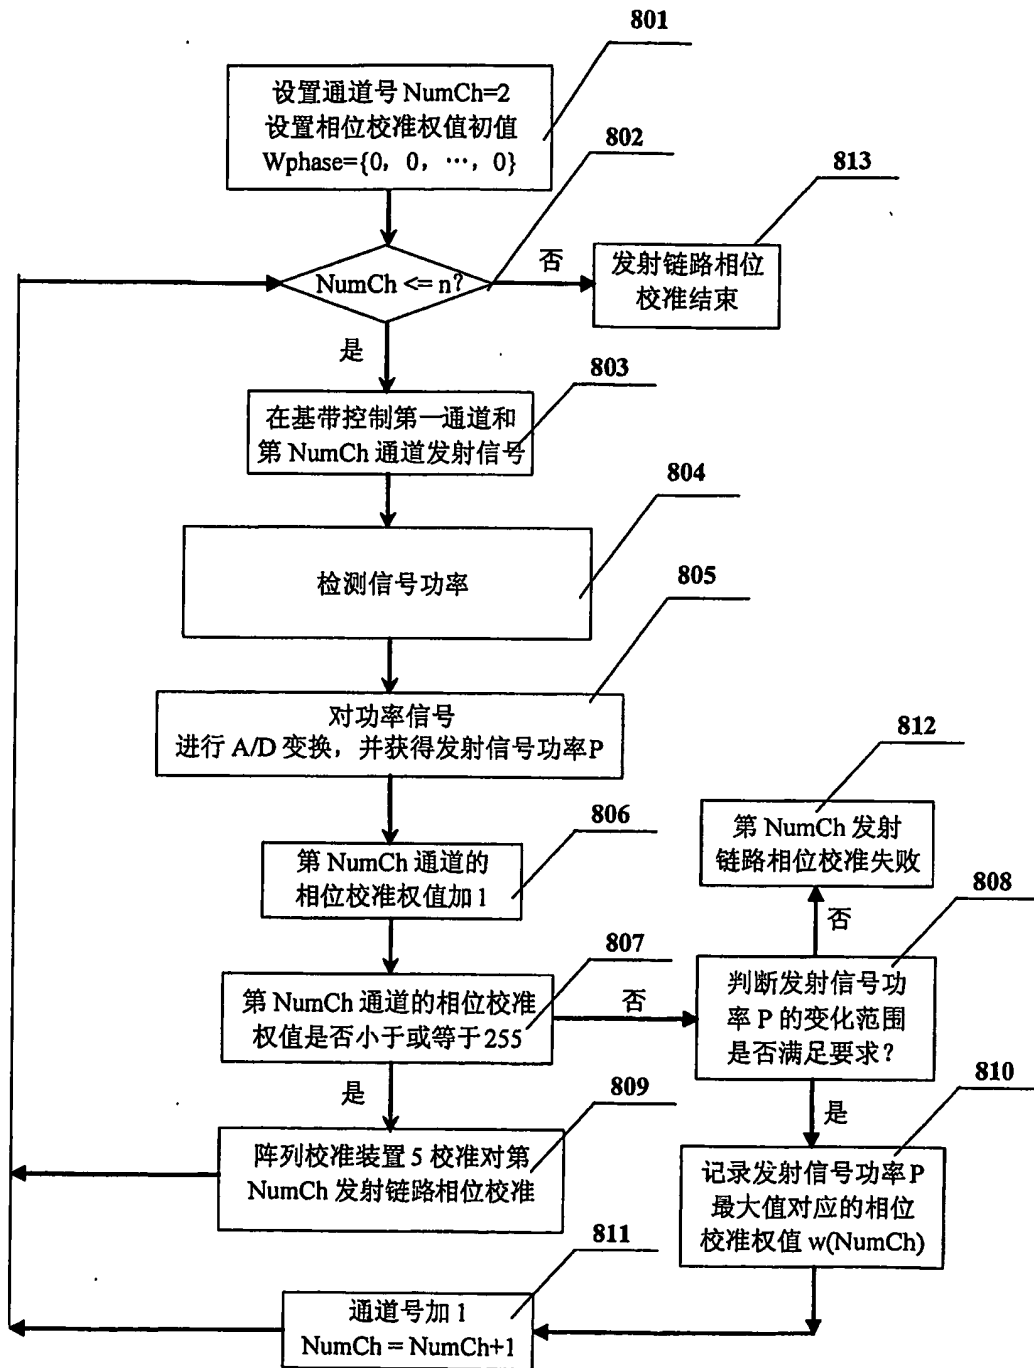 801
设置通道号 NumCh=2
设置相位校准权值初值
Wphase={0, 0, …, 0}
802
813
NumCh <= n?
否
发射链路相位
校准结束
是
803
在基带控制第一通道和
第 NumCh 通道发射信号
804
检测信号功率
805
对功率信号
进行 A/D 变换，并获得发射信号功率P
812
806
第 NumCh 发射
链路相位校准失败
第 NumCh 通道的
相位校准权值加 1
808
否
807
第 NumCh 通道的相位校准
权值是否小于或等于 255
否
判断发射信号功
率 P 的变化范围
是否满足要求？
是
809
810
是
阵列校准装置 5 校准对第
NumCh 发射链路相位校准
记录发射信号功率 P
最大值对应的相位
校准权值 w(NumCh)
811
通道号加 1
NumCh = NumCh+1